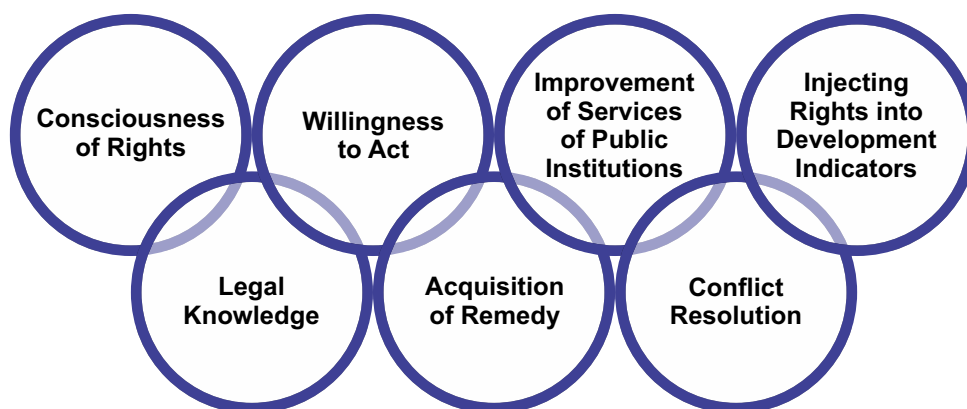 Consciousness
of Rights
Willingness
to Act
Improvement
of Services
of Public
Institutions
Injecting
Rights into
Development
Indicators
Legal
Knowledge
Acquisition
of Remedy
Conflict
Resolution